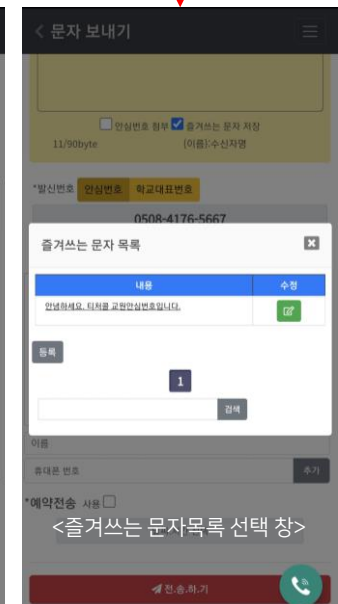 < 문자 보내기
안심번호 첨부 즐겨쓰는 문자 저장
11/90byte {이름}:수신자명
*발신번호 안심번호 학교대표번호
0508-4176-5667
즐겨쓰는 문자 목록
내용 수정
안녕하세요. 티처콜 교원안심번호입니다.
등록
1
검색
이름
휴대폰 번호 추가
*예약전송 사용
<즐겨쓰는 문자목록 선택 창>
전.송.하.기